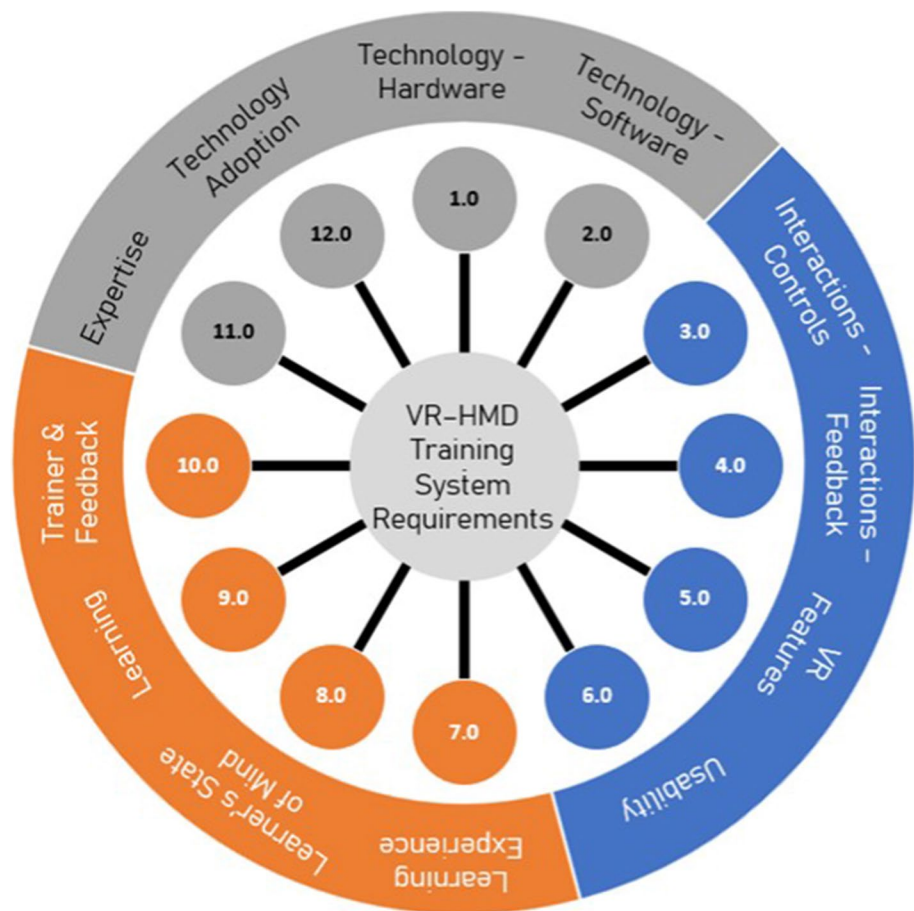 Technology –
Hardware
Technology –
Software
Interactions –
Controls
Interactions –
Feedback
VR
Features
Usability
Learning
Experience
Learner's State
of Mind
Learning
Trainer &
Feedback
Expertise
Technology
Adoption
1.0
2.0
3.0
4.0
5.0
6.0
7.0
8.0
9.0
10.0
11.0
12.0
VR–HMD
Training
System
Requirements